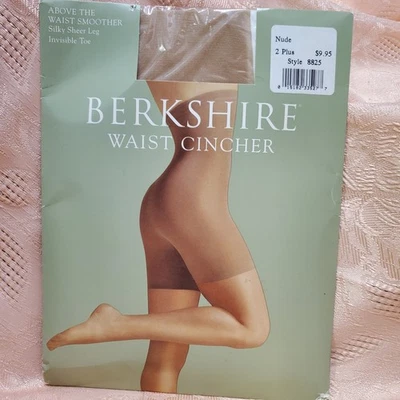 ABOVE THE
WAIST SMOOTHER
Silky Sheer Leg
Invisible Toe
Nude
2 Plus $9.95
Style 8825
BERKSHIRE
WAIST CINCHER